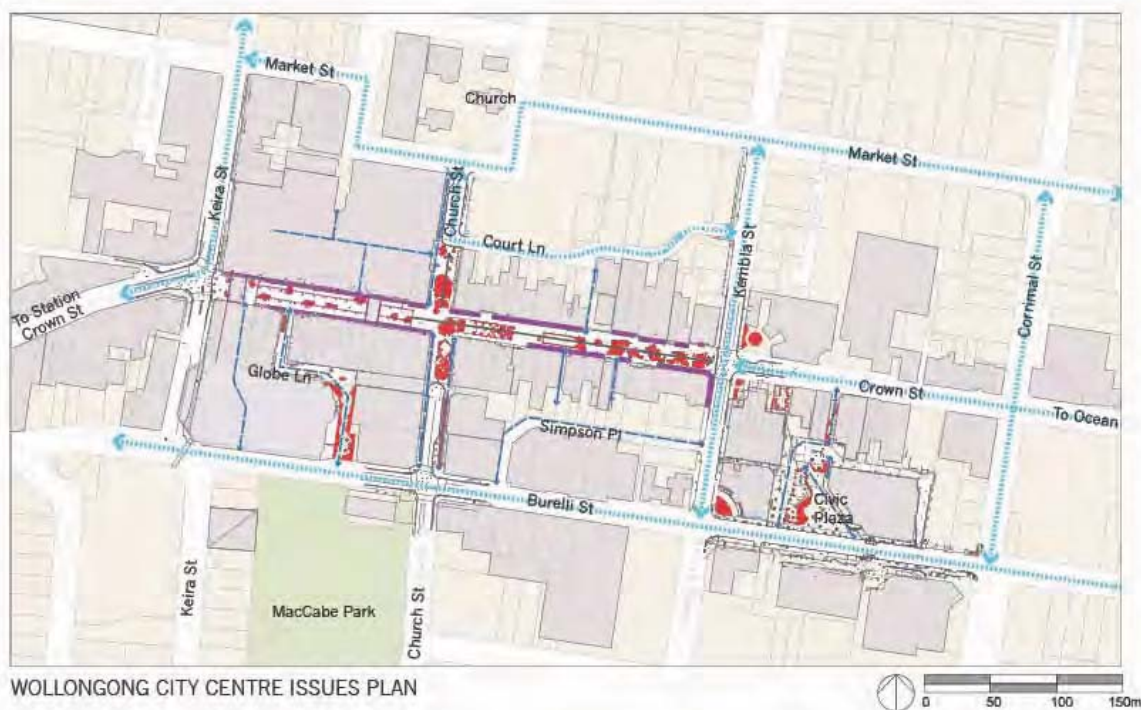 Market St
Church
Market St
Keira St
Church St
Court Ln
Kembla St
Corrimal St
To Station
Crown St
Globe Ln
Crown St
To Ocean
Simpson Pl
Burelli St
Civic
Plaza
Keira St
MacCabe Park
Church St
WOLLONGONG CITY CENTRE ISSUES PLAN
0 50 100 150m